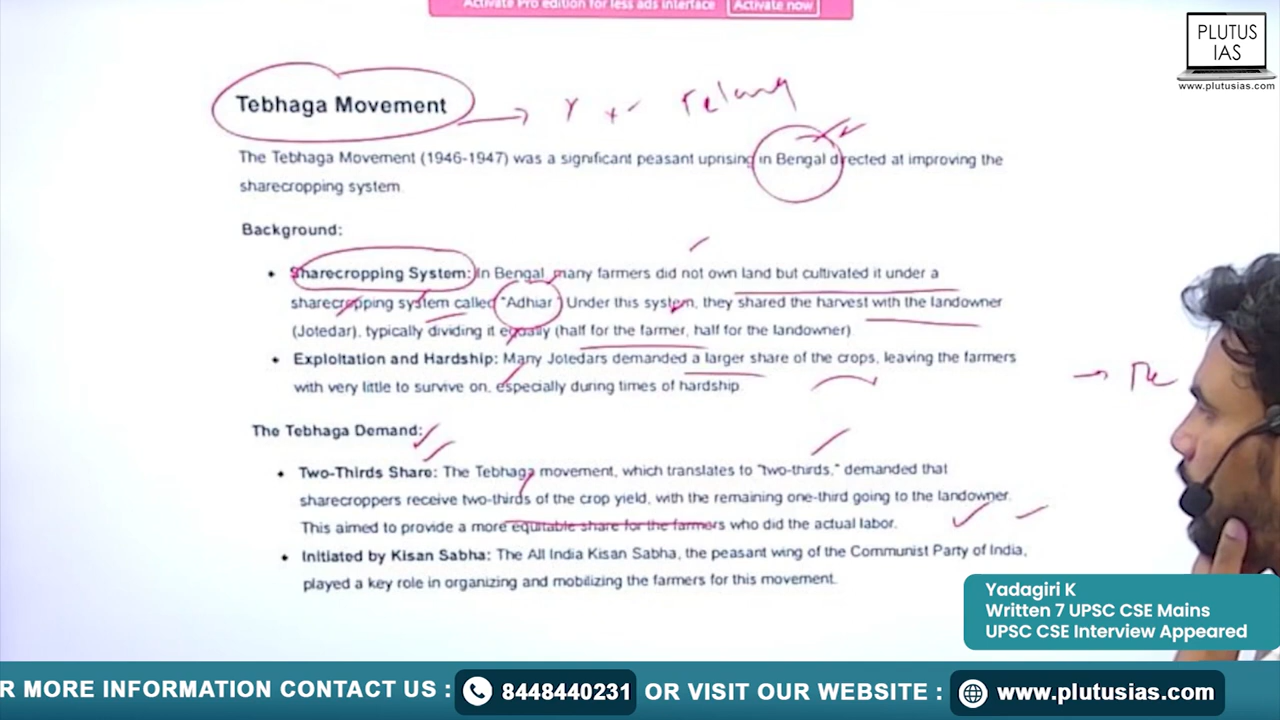 Activate Pro edition for less ads interface Activate now
PLUTUS
IAS
www.plutusias.com
Tebhaga Movement
The Tebhaga Movement (1946-1947) was a significant peasant uprising in Bengal directed at improving the
sharecropping system.
Background:
• Sharecropping System: In Bengal, many farmers did not own land but cultivated it under a
sharecropping system called "Adhiar." Under this system, they shared the harvest with the landowner
(Jotedar), typically dividing it equally (half for the farmer, half for the landowner).
• Exploitation and Hardship: Many Jotedars demanded a larger share of the crops, leaving the farmers
with very little to survive on, especially during times of hardship.
The Tebhaga Demand:
• Two-Thirds Share: The Tebhaga movement, which translates to "two-thirds," demanded that
sharecroppers receive two-thirds of the crop yield, with the remaining one-third going to the landowner.
This aimed to provide a more equitable share for the farmers who did the actual labor.
• Initiated by Kisan Sabha: The All India Kisan Sabha, the peasant wing of the Communist Party of India,
played a key role in organizing and mobilizing the farmers for this movement.
Yadagiri K
Written 7 UPSC CSE Mains
UPSC CSE Interview Appeared
R MORE INFORMATION CONTACT US : 8448440231 OR VISIT OUR WEBSITE : www.plutusias.com